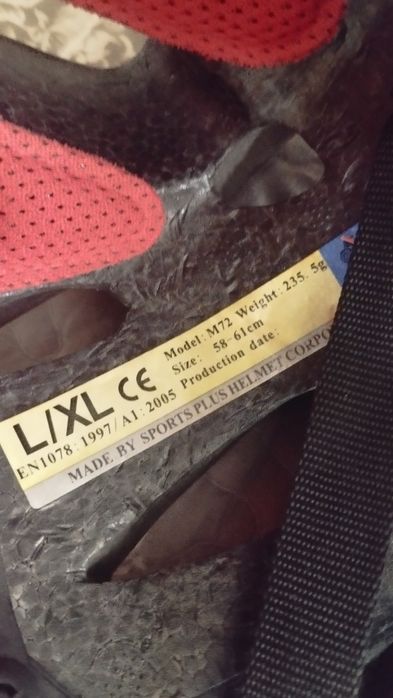 L/XL CE
Model: M72 Weight: 235. 5g
Size: 58-61cm
Production date:
EN1078:1997/A1:2005
MADE BY SPORTS PLUS HELMET